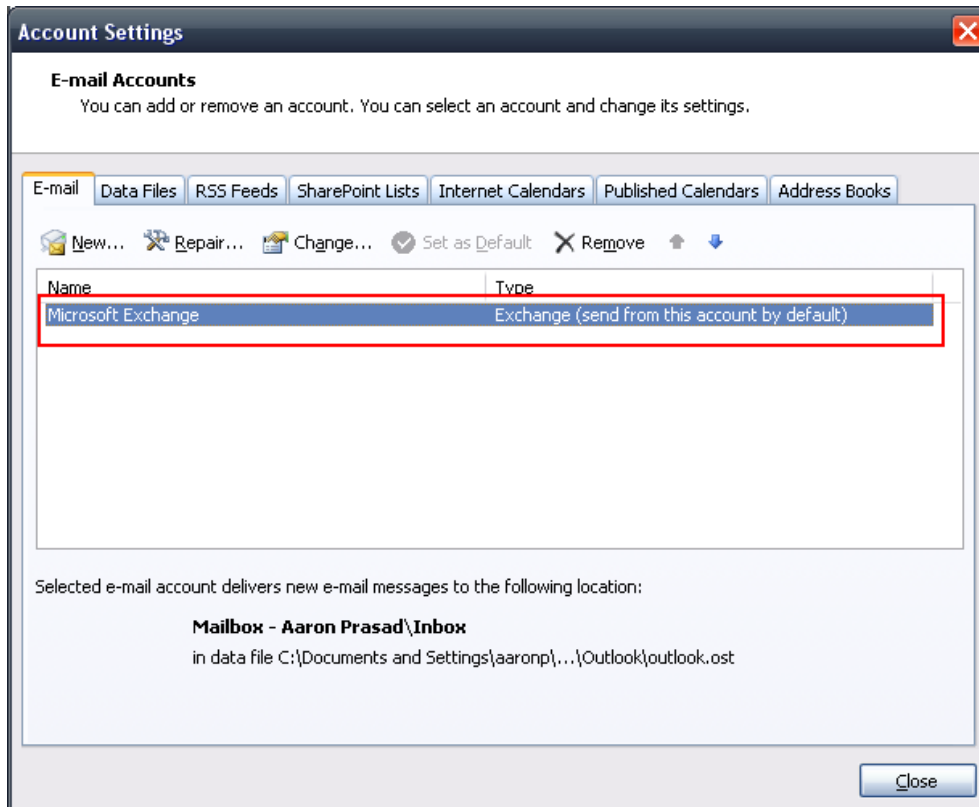 Account Settings
E-mail Accounts
You can add or remove an account. You can select an account and change its settings.
E-mail Data Files RSS Feeds SharePoint Lists Internet Calendars Published Calendars Address Books
New... Repair... Change... Set as Default Remove
Name Type
Microsoft Exchange Exchange (send from this account by default)
Selected e-mail account delivers new e-mail messages to the following location:
Mailbox - Aaron Prasad\Inbox
in data file C:\Documents and Settings\aaronp\...\Outlook\outlook.ost
Close